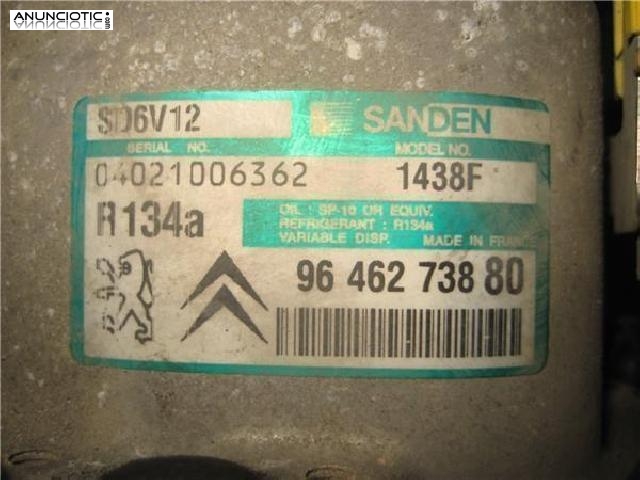 ANUNCIOTIC
.com
SD6V12
SANDEN
SERIAL NO.
MODEL NO.
04021006362
1438F
R134a
OIL : SP-10 OR EQUIV.
REFRIGERANT : R134a
VARIABLE DISP. MADE IN FRANCE
96 462 738 80